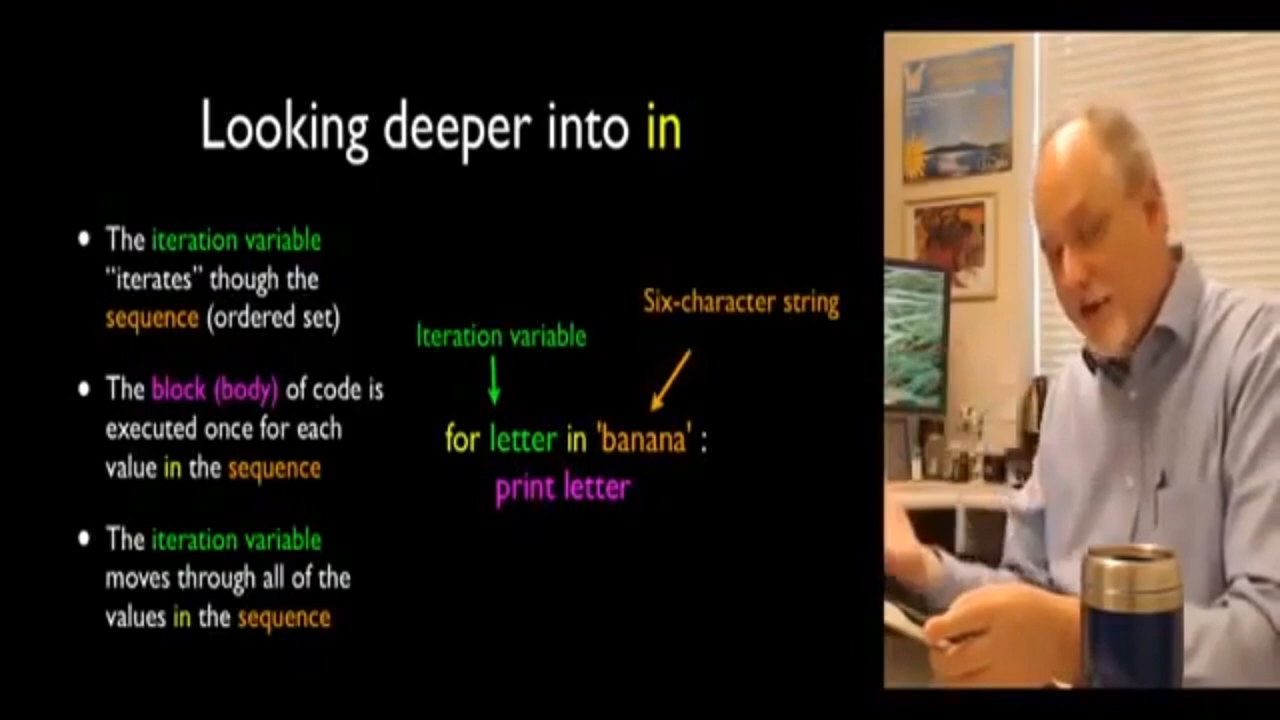 Looking deeper into in
• The iteration variable
“iterates” though the
sequence (ordered set)
• The block (body) of code is
executed once for each
value in the sequence
• The iteration variable
moves through all of the
values in the sequence
Six-character string
Iteration variable
for letter in 'banana' :
print letter